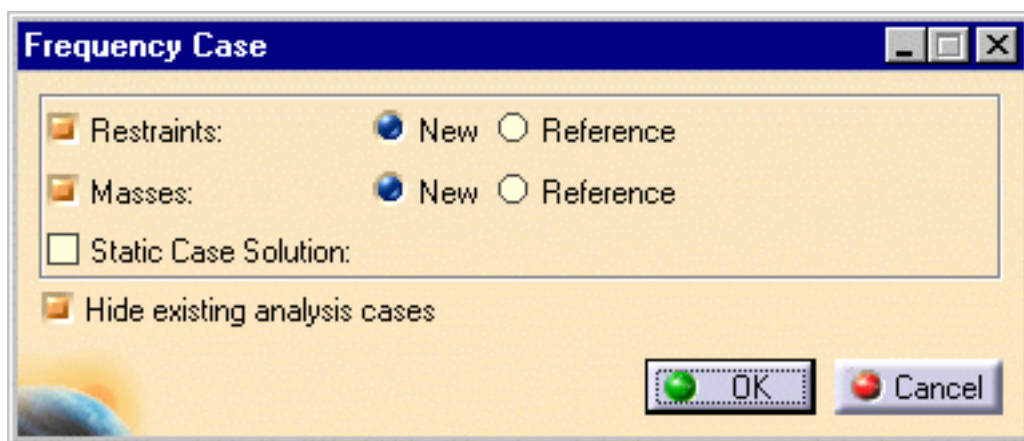 Frequency Case
Restraints: New Reference
Masses: New Reference
Static Case Solution:
Hide existing analysis cases
OK Cancel